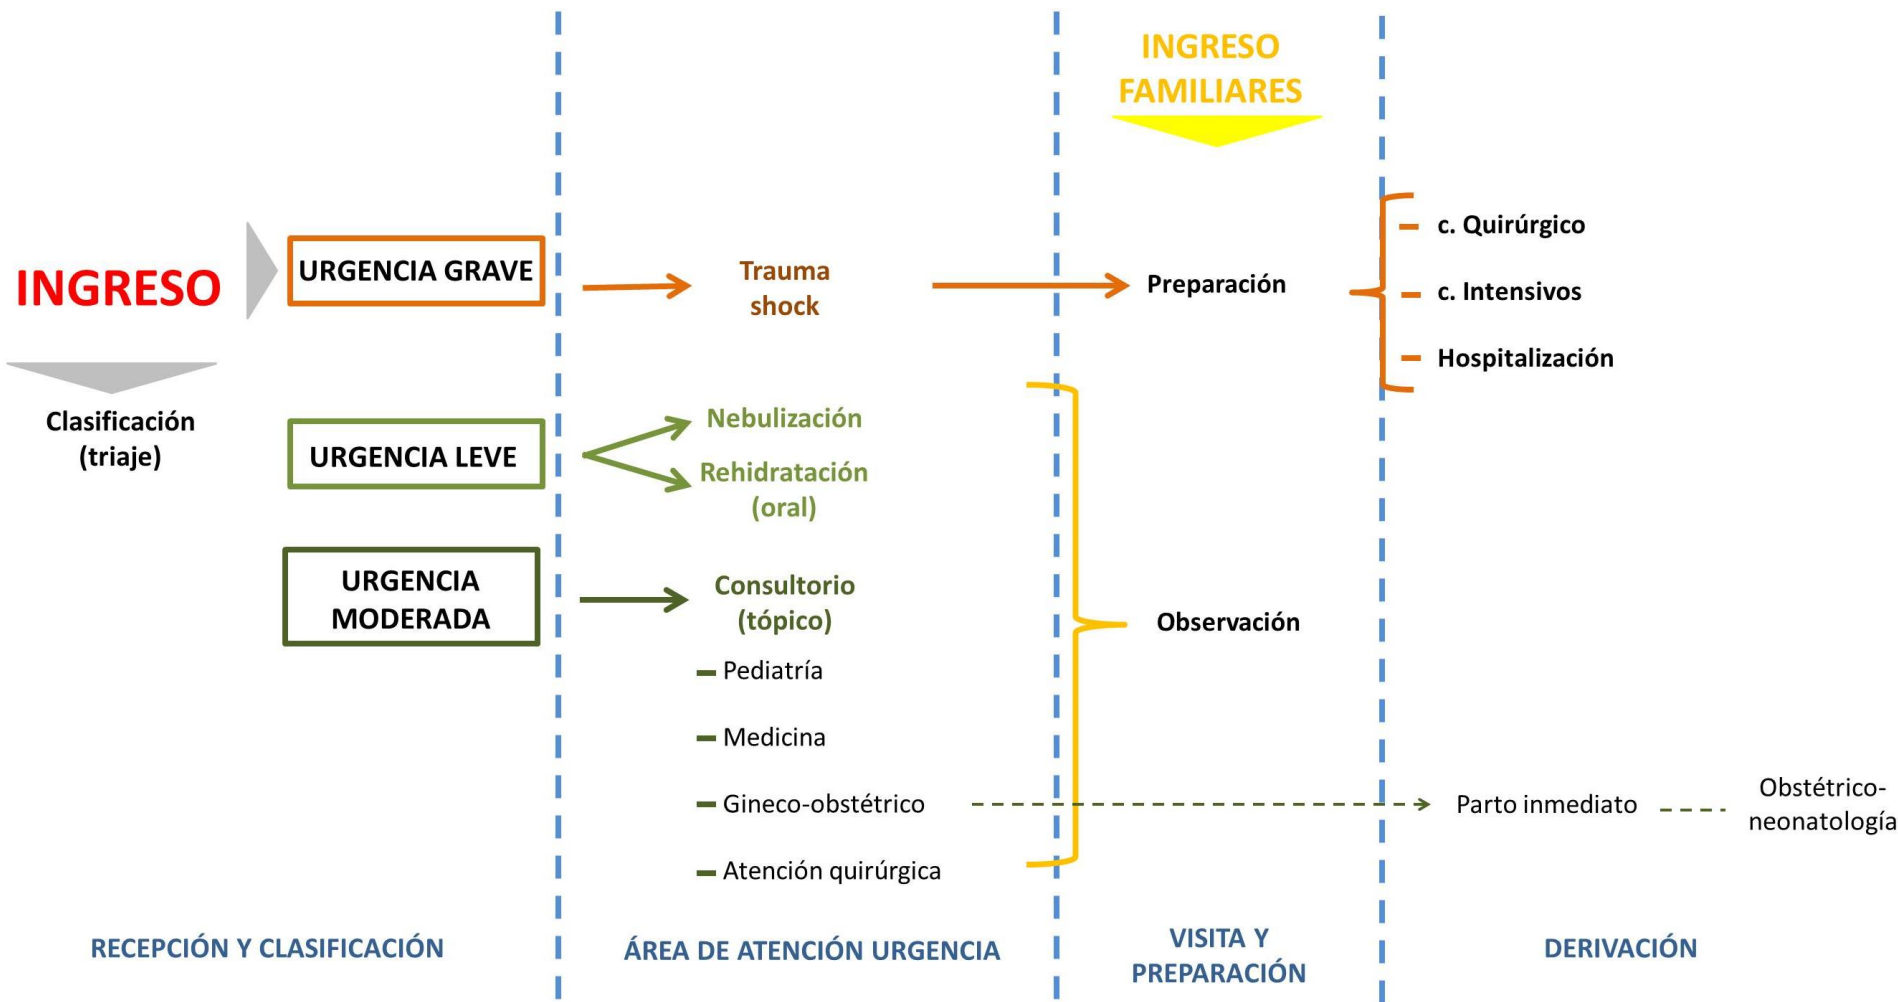 INGRESO
FAMILIARES
INGRESO
Clasificación
(triaje)
URGENCIA GRAVE
Trauma
shock
Preparación
c. Quirúrgico
c. Intensivos
Hospitalización
URGENCIA LEVE
Nebulización
Rehidratación
(oral)
URGENCIA
MODERADA
Consultorio
(tópico)
Pediatría
Medicina
Gineco-obstétrico
Atención quirúrgica
Observación
Parto inmediato
Obstétrico-
neonatología
RECEPCIÓN Y CLASIFICACIÓN
ÁREA DE ATENCIÓN URGENCIA
VISITA Y
PREPARACIÓN
DERIVACIÓN